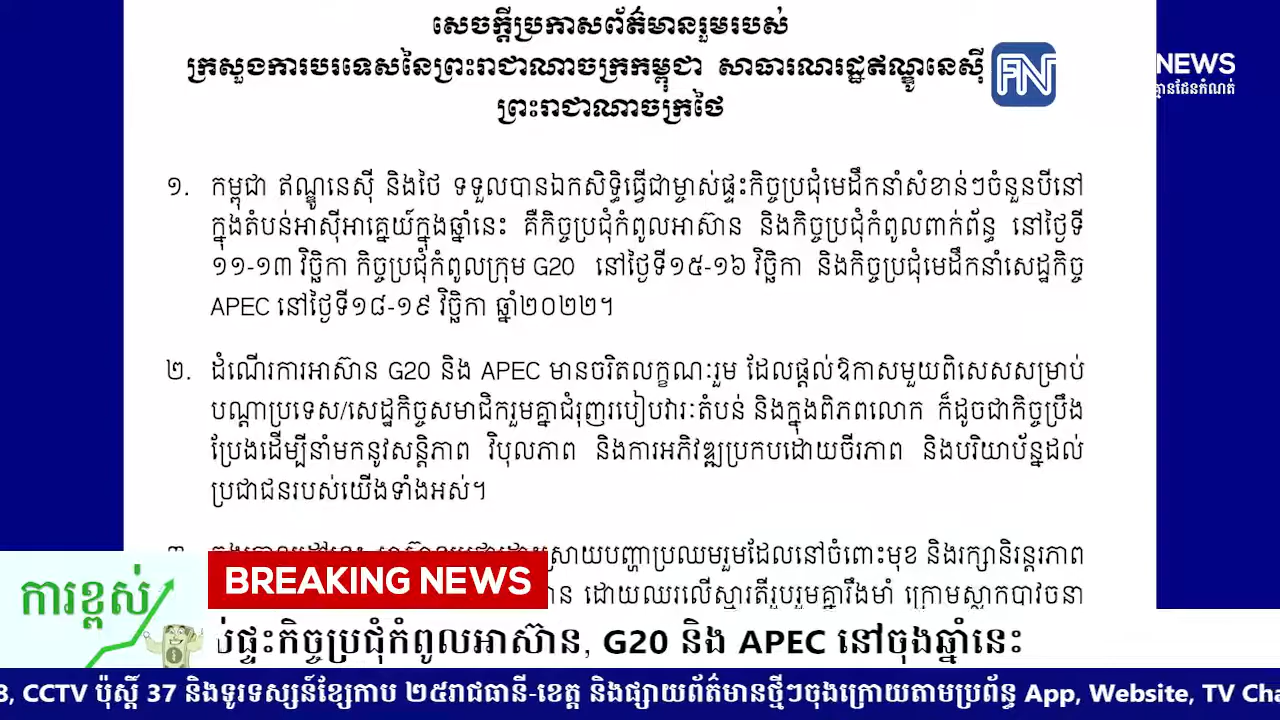 សេចក្តីប្រកាសព័ត៌មានរួមរបស់
ក្រសួងការបរទេសនៃព្រះរាជាណាចក្រកម្ពុជា សាធារណរដ្ឋឥណ្ឌូនេស៊ី
ព្រះរាជាណាចក្រថៃ
NEWS
គ្មានដែនកំណត់
១. កម្ពុជា ឥណ្ឌូនេស៊ី និងថៃ ទទួលបានឯកសិទ្ធិធ្វើជាម្ចាស់ផ្ទះកិច្ចប្រជុំមេដឹកនាំសំខាន់ៗចំនួនបីនៅ
ក្នុងតំបន់អាស៊ីអាគ្នេយ៍ក្នុងឆ្នាំនេះ គឺកិច្ចប្រជុំកំពូលអាស៊ាន និងកិច្ចប្រជុំកំពូលពាក់ព័ន្ធ នៅថ្ងៃទី
១១-១៣ វិច្ឆិកា កិច្ចប្រជុំកំពូលក្រុម G20 នៅថ្ងៃទី១៥-១៦ វិច្ឆិកា និងកិច្ចប្រជុំមេដឹកនាំសេដ្ឋកិច្ច
APEC នៅថ្ងៃទី១៨-១៩ វិច្ឆិកា ឆ្នាំ២០២២។
២. ដំណើរការអាស៊ាន G20 និង APEC មានចរិតលក្ខណៈរួម ដែលផ្តល់ឱកាសមួយពិសេសសម្រាប់
បណ្តាប្រទេស/សេដ្ឋកិច្ចសមាជិករួមគ្នាជំរុញរបៀបវារៈតំបន់ និងក្នុងពិភពលោក ក៏ដូចជាកិច្ចប្រឹង
ប្រែងដើម្បីនាំមកនូវសន្តិភាព វិបុលភាព និងការអភិវឌ្ឍប្រកបដោយចីរភាព និងបរិយាប័ន្នដល់
ប្រជាជនរបស់យើងទាំងអស់។
ស្រាយបញ្ហាប្រឈមរួមដែលនៅចំពោះមុខ និងរក្សានិរន្តរភាព
ដោយឈរលើស្មារតីរួបរួមគ្នារឹងមាំ ក្រោមស្លាកបាវចនា
ការខ្ពស់
BREAKING NEWS
ផ្ទះកិច្ចប្រជុំកំពូលអាស៊ាន, G20 និង APEC នៅចុងឆ្នាំនេះ
3, CCTV ប៉ុស្តិ៍ 37 និងទូរទស្សន៍ខ្សែកាប ២៥រាជធានី-ខេត្ត និងផ្សាយព័ត៌មានថ្មីៗចុងក្រោយតាមប្រព័ន្ធ App, Website, TV Cha